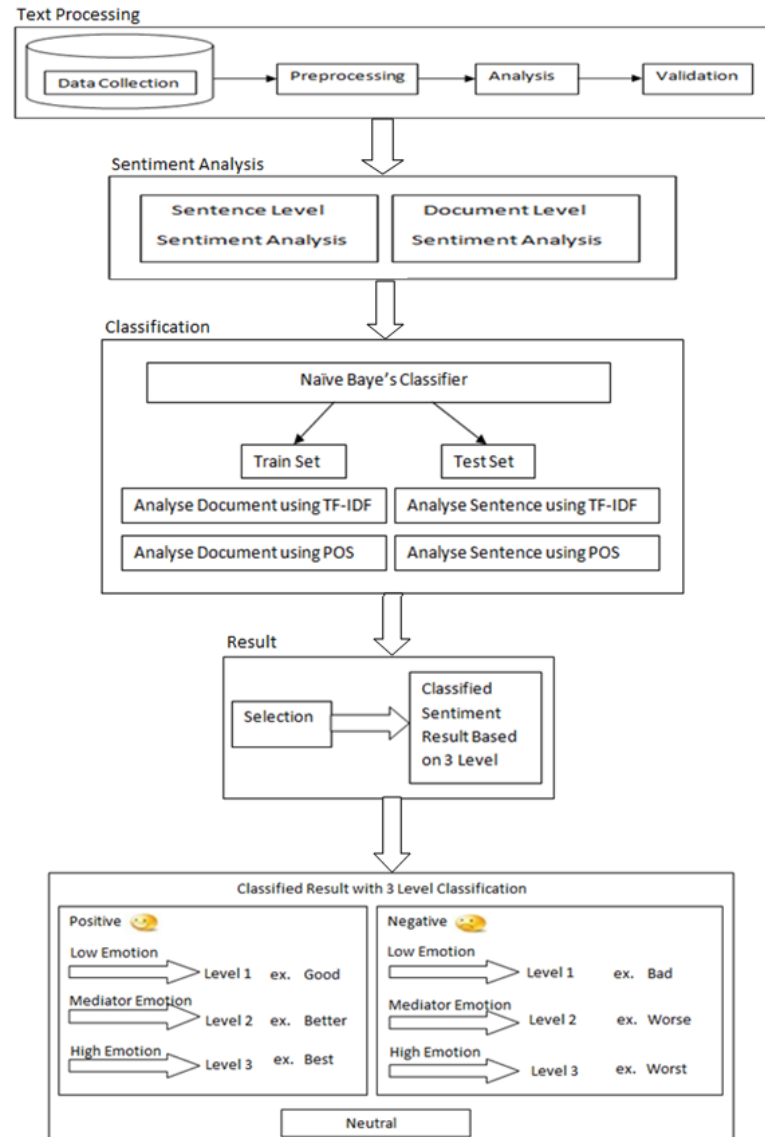 Text Processing
Data Collection
Preprocessing
Analysis
Validation
Sentiment Analysis
Sentence Level
Sentiment Analysis
Document Level
Sentiment Analysis
Classification
Naïve Baye's Classifier
Train Set
Test Set
Analyse Document using TF-IDF
Analyse Sentence using TF-IDF
Analyse Document using POS
Analyse Sentence using POS
Result
Selection
Classified
Sentiment
Result Based
on 3 Level
Classified Result with 3 Level Classification
Positive
Low Emotion
Level 1 ex. Good
Mediator Emotion
Level 2 ex. Better
High Emotion
Level 3 ex. Best
Negative
Low Emotion
Level 1 ex. Bad
Mediator Emotion
Level 2 ex. Worse
High Emotion
Level 3 ex. Worst
Neutral